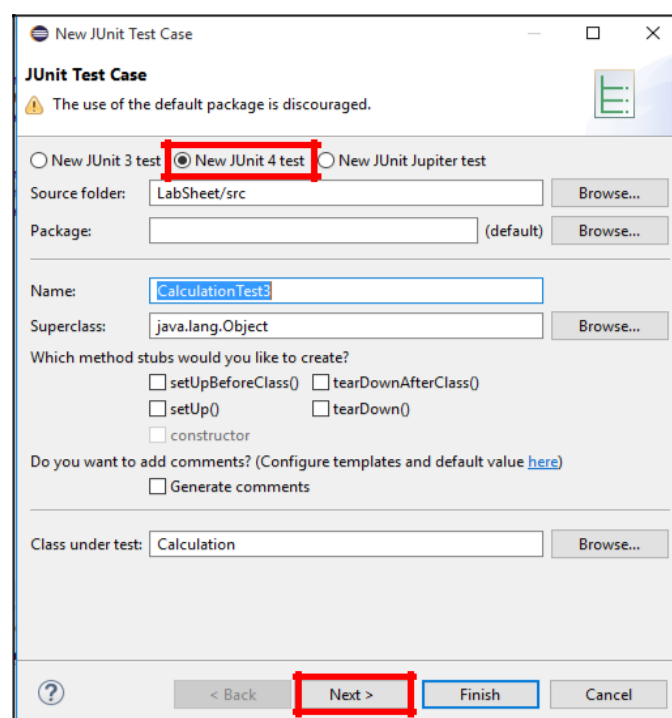 New JUnit Test Case
JUnit Test Case
The use of the default package is discouraged.
New JUnit 3 test New JUnit 4 test New JUnit Jupiter test
Source folder: LabSheet/src Browse...
Package: (default) Browse...
Name: CalculationTest3
Superclass: java.lang.Object Browse...
Which method stubs would you like to create?
setUpBeforeClass() tearDownAfterClass()
setUp() tearDown()
constructor
Do you want to add comments? (Configure templates and default value here)
Generate comments
Class under test: Calculation Browse...
? < Back Next > Finish Cancel